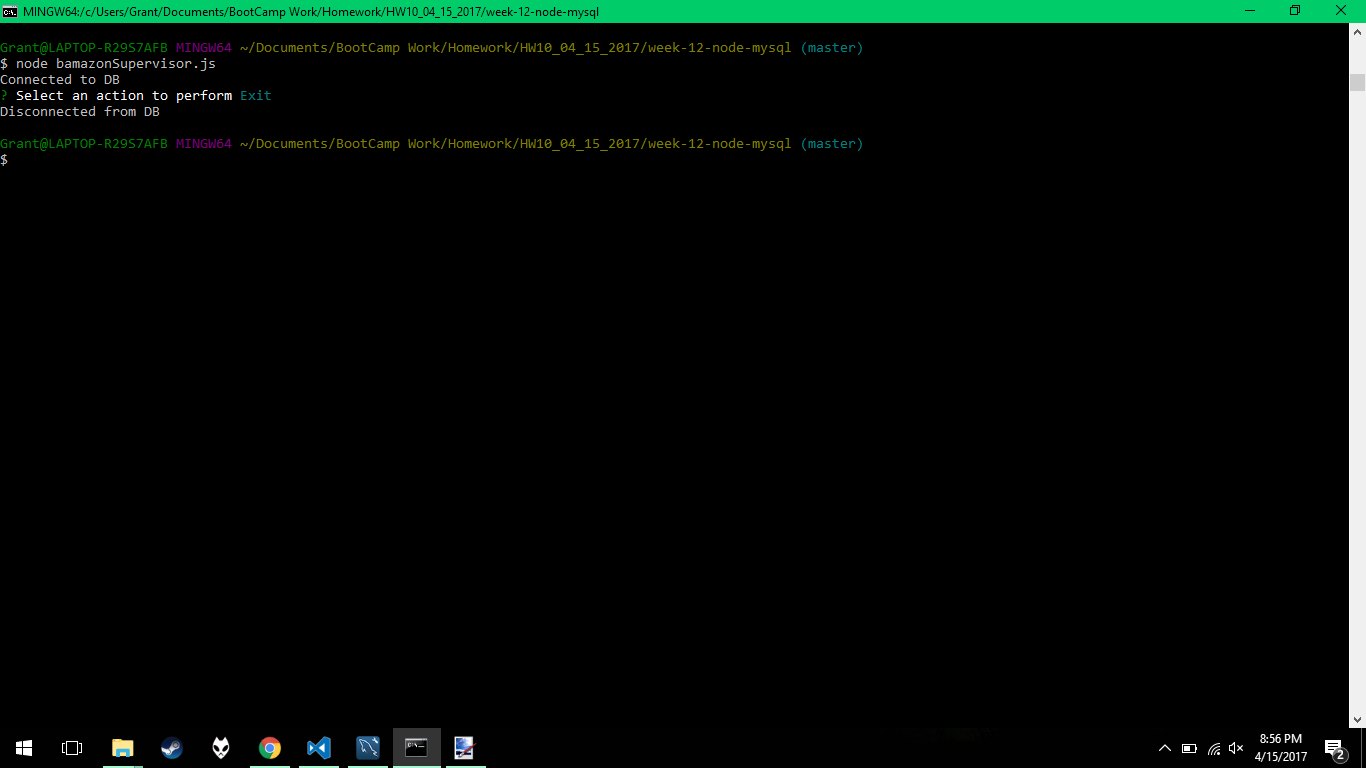 MINGW64:/c/Users/Grant/Documents/BootCamp Work/Homework/HW10_04_15_2017/week-12-node-mysql
Grant@LAPTOP-R29S7AFB MINGW64 ~/Documents/BootCamp Work/Homework/HW10_04_15_2017/week-12-node-mysql (master)
$ node bamazonSupervisor.js
Connected to DB
? Select an action to perform Exit
Disconnected from DB
Grant@LAPTOP-R29S7AFB MINGW64 ~/Documents/BootCamp Work/Homework/HW10_04_15_2017/week-12-node-mysql (master)
$
8:56 PM
4/15/2017
2